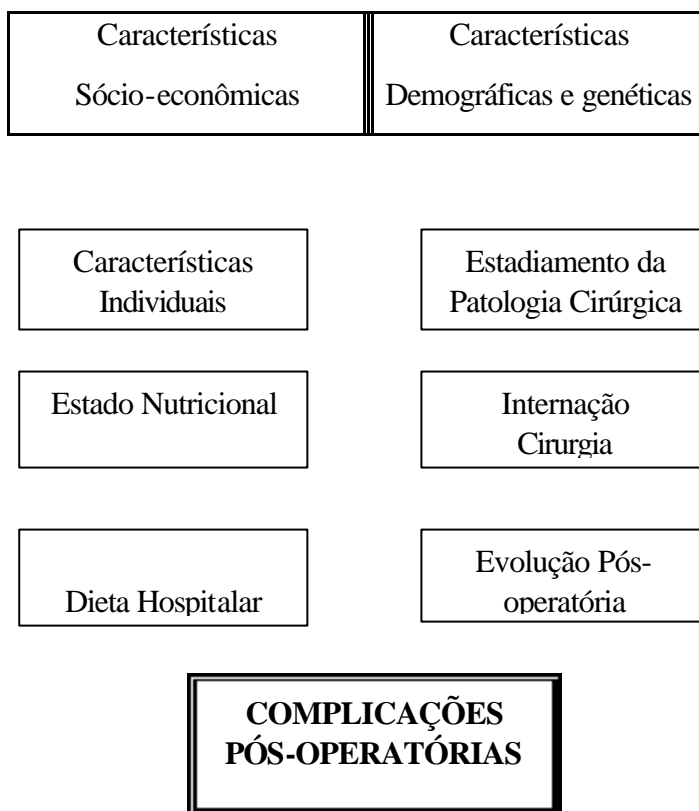 Características
Sócio-econômicas
Características
Demográficas e genéticas
Características
Individuais
Estadiamento da
Patologia Cirúrgica
Estado Nutricional
Internação
Cirurgia
Dieta Hospitalar
Evolução Pós-
operatória
COMPLICAÇÕES
PÓS-OPERATÓRIAS